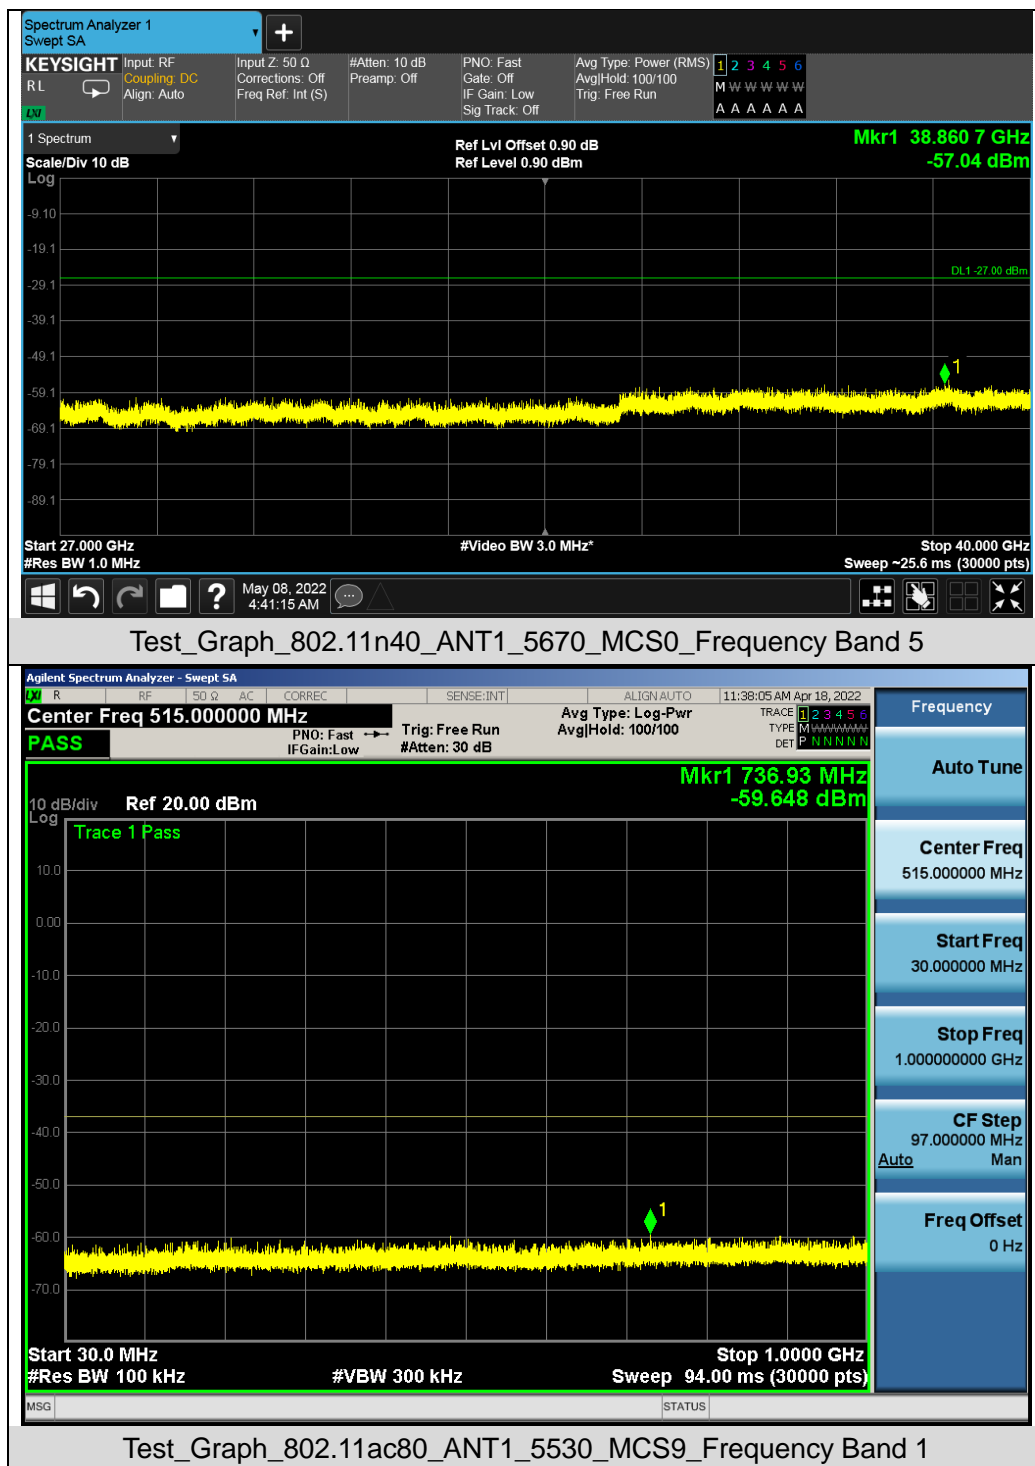 Spectrum Analyzer 1
Swept SA
+
KEYSIGHT
R L
LXI
Input: RF
Coupling: DC
Align: Auto
Input Z: 50 Ω
Corrections: Off
Freq Ref: Int (S)
#Atten: 10 dB
Preamp: Off
PNO: Fast
Gate: Off
IF Gain: Low
Sig Track: Off
Avg Type: Power (RMS)
Avg|Hold: 100/100
Trig: Free Run
1 2 3 4 5 6
M W W W W W
A A A A A A
1 Spectrum
Scale/Div 10 dB
Log
Ref Lvl Offset 0.90 dB
Ref Level 0.90 dBm
Mkr1 38.860 7 GHz
-57.04 dBm
-9.10
-19.1
DL1 -27.00 dBm
-29.1
-39.1
-49.1
1
-59.1
-69.1
-79.1
-89.1
Start 27.000 GHz
#Video BW 3.0 MHz*
Stop 40.000 GHz
#Res BW 1.0 MHz
Sweep ~25.6 ms (30000 pts)
?
May 08, 2022
4:41:15 AM
Test_Graph_802.11n40_ANT1_5670_MCS0_Frequency Band 5
Agilent Spectrum Analyzer - Swept SA
LXI R RF 50 Ω AC CORREC SENSE:INT ALIGN AUTO 11:38:05 AM Apr 18, 2022
Center Freq 515.000000 MHz
PASS
PNO: Fast
IFGain:Low
Trig: Free Run
#Atten: 30 dB
Avg Type: Log-Pwr
Avg|Hold: 100/100
TRACE 1 2 3 4 5 6
TYPE M W W W W W
DET P N N N N N
Mkr1 736.93 MHz
-59.648 dBm
10 dB/div Ref 20.00 dBm
Log
Trace 1 Pass
10.0
0.00
-10.0
-20.0
-30.0
-40.0
-50.0
1
-60.0
-70.0
Start 30.0 MHz
Stop 1.0000 GHz
#Res BW 100 kHz
#VBW 300 kHz
Sweep 94.00 ms (30000 pts)
MSG
STATUS
Frequency
Auto Tune
Center Freq
515.000000 MHz
Start Freq
30.000000 MHz
Stop Freq
1.000000000 GHz
CF Step
97.000000 MHz
Auto Man
Freq Offset
0 Hz
Test_Graph_802.11ac80_ANT1_5530_MCS9_Frequency Band 1